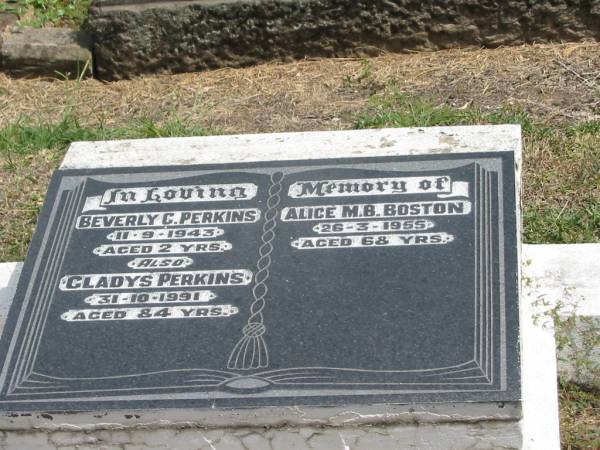 In Loving
BEVERLY C. PERKINS
11-9-1943
AGED 2 YRS.
ALSO
GLADYS PERKINS
31-10-1991
AGED 84 YRS.
Memory of
ALICE M.B. BOSTON
26-3-1955
AGED 68 YRS.